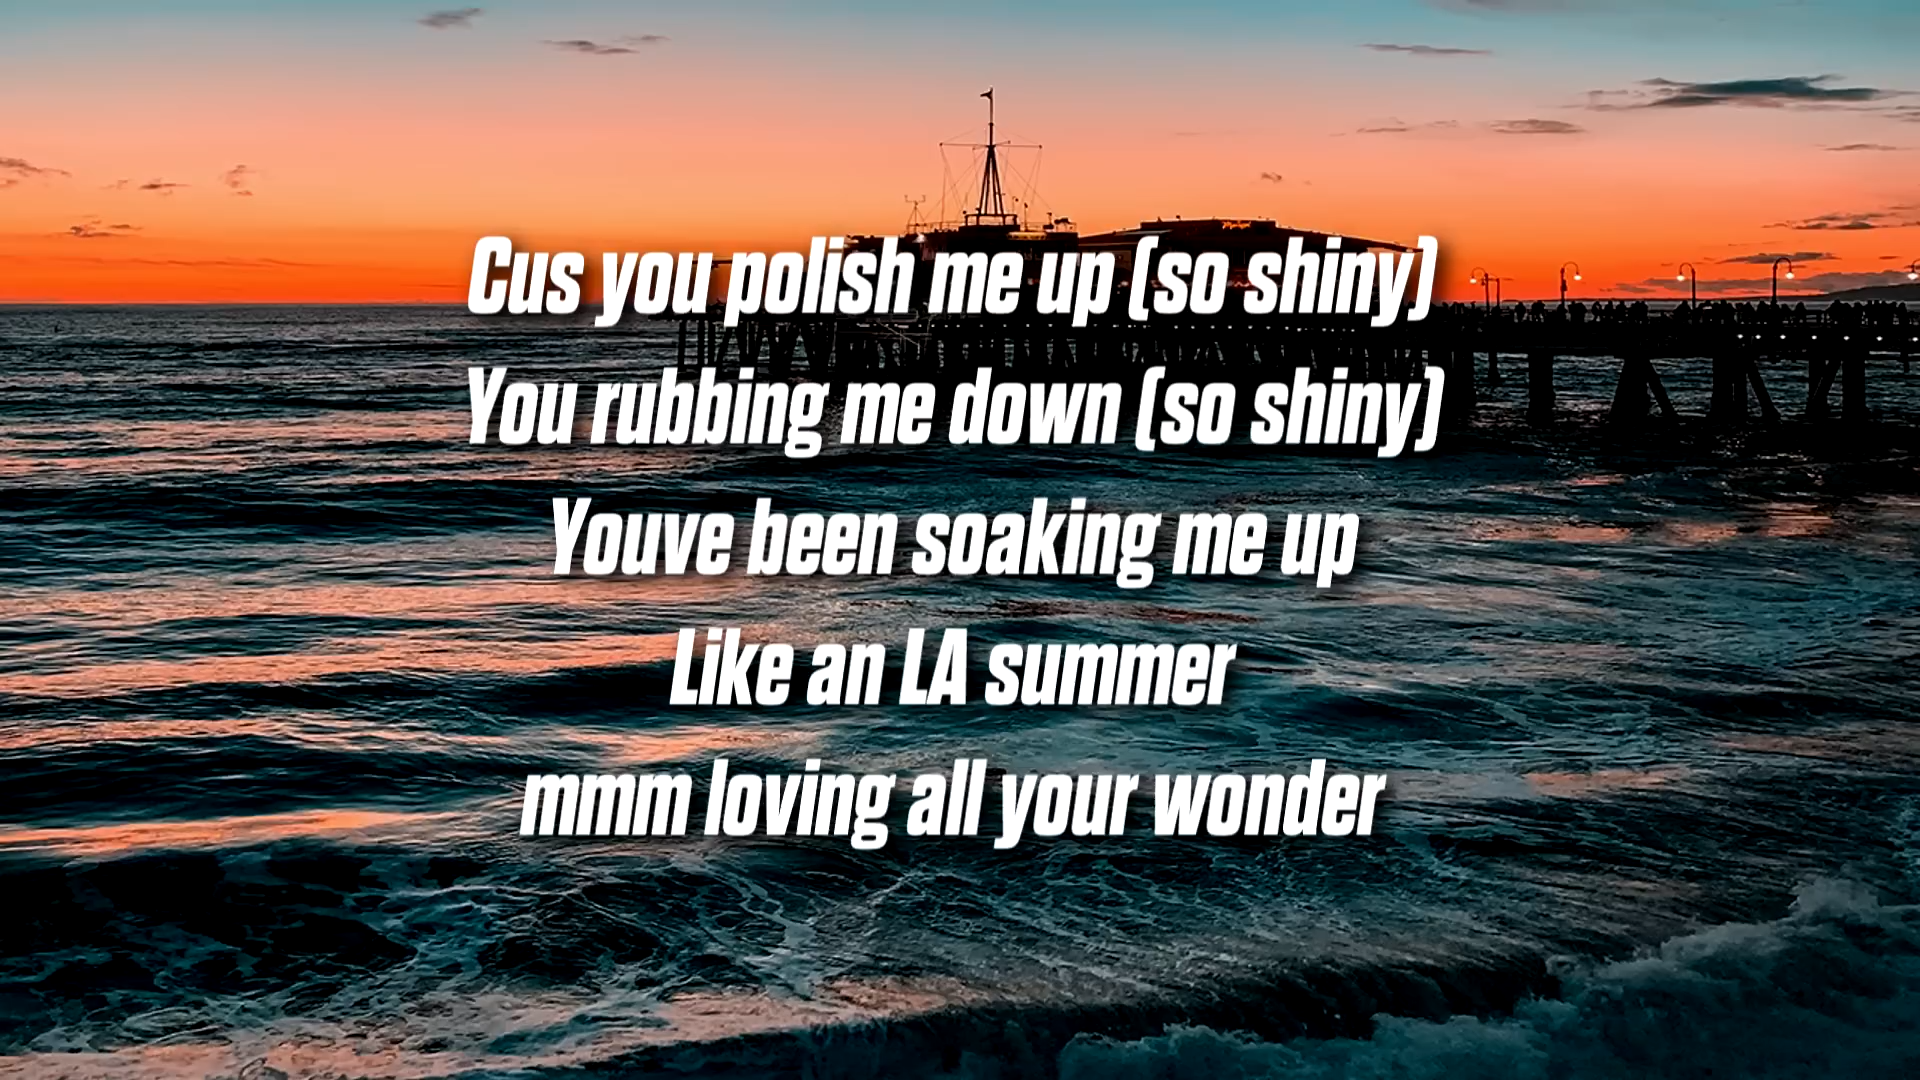 Cus you polish me up (so shiny)
You rubbing me down (so shiny)
Youve been soaking me up
Like an LA summer
mmm loving all your wonder